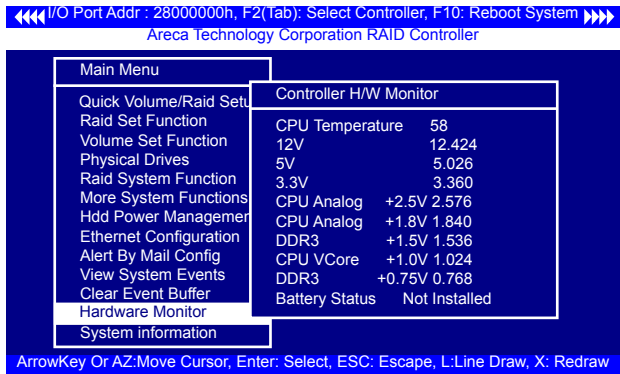 I/O Port Addr : 28000000h, F2(Tab): Select Controller, F10: Reboot System
Areca Technology Corporation RAID Controller
Main Menu
Quick Volume/Raid Setu
Raid Set Function
Volume Set Function
Physical Drives
Raid System Function
More System Functions
Hdd Power Managemen
Ethernet Configuration
Alert By Mail Config
View System Events
Clear Event Buffer
Hardware Monitor
System information
Controller H/W Monitor
CPU Temperature 58
12V 12.424
5V 5.026
3.3V 3.360
CPU Analog +2.5V 2.576
CPU Analog +1.8V 1.840
DDR3 +1.5V 1.536
CPU VCore +1.0V 1.024
DDR3 +0.75V 0.768
Battery Status Not Installed
ArrowKey Or AZ:Move Cursor, Enter: Select, ESC: Escape, L:Line Draw, X: Redraw